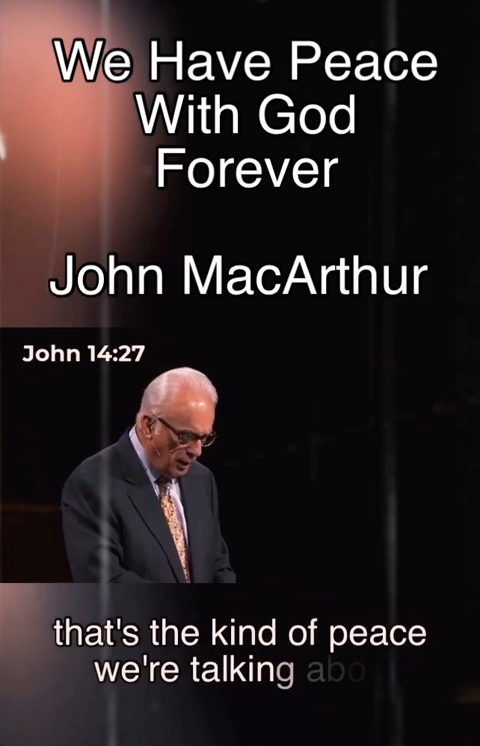 We Have Peace
With God
Forever
John MacArthur
John 14:27
that's the kind of peace
we're talking abo